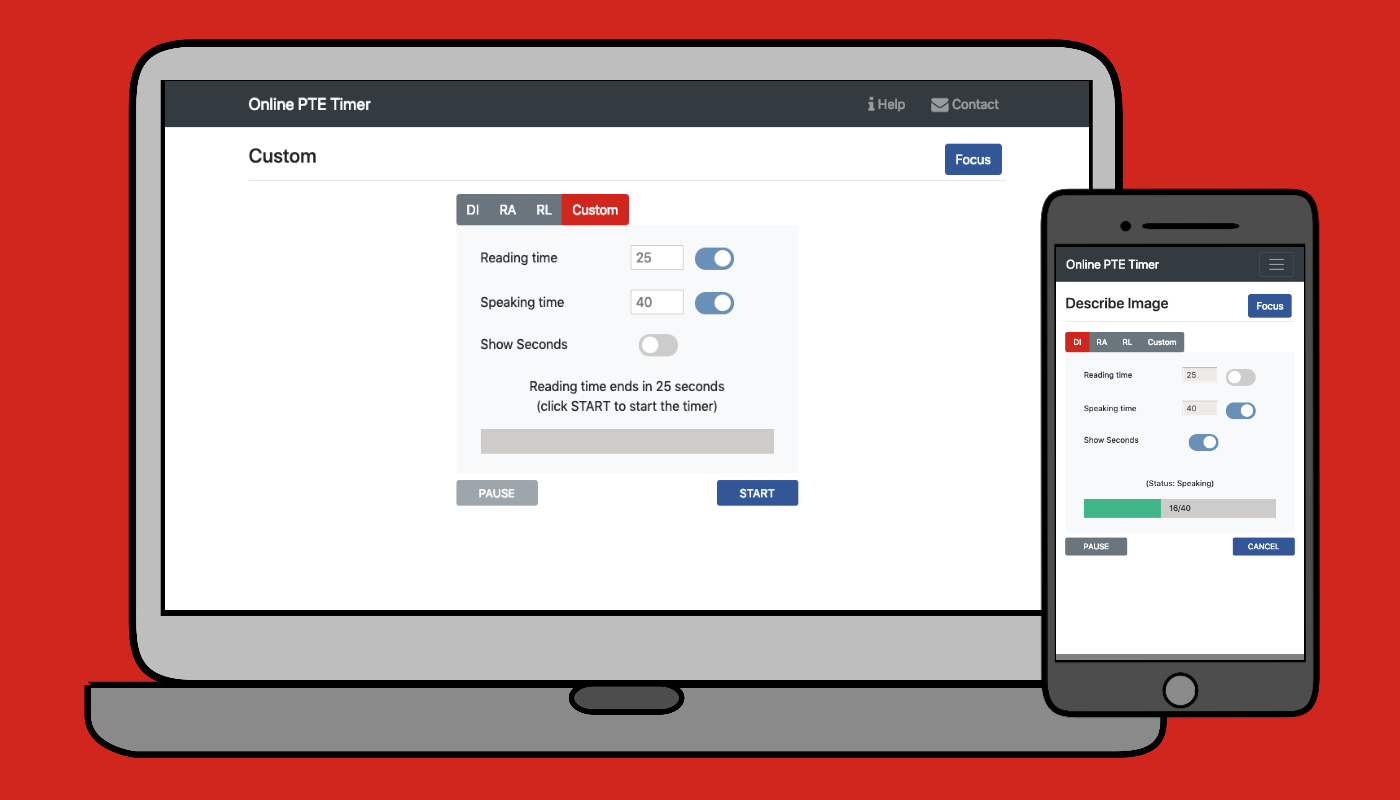 Online PTE Timer
Help
Contact
Custom
Focus
DI RA RL Custom
Reading time 25
Speaking time 40
Show Seconds
Reading time ends in 25 seconds
(click START to start the timer)
PAUSE START
Online PTE Timer
Describe Image
Focus
DI RA RL Custom
Reading time 25
Speaking time 40
Show Seconds
(Status: Speaking)
16/40
PAUSE CANCEL